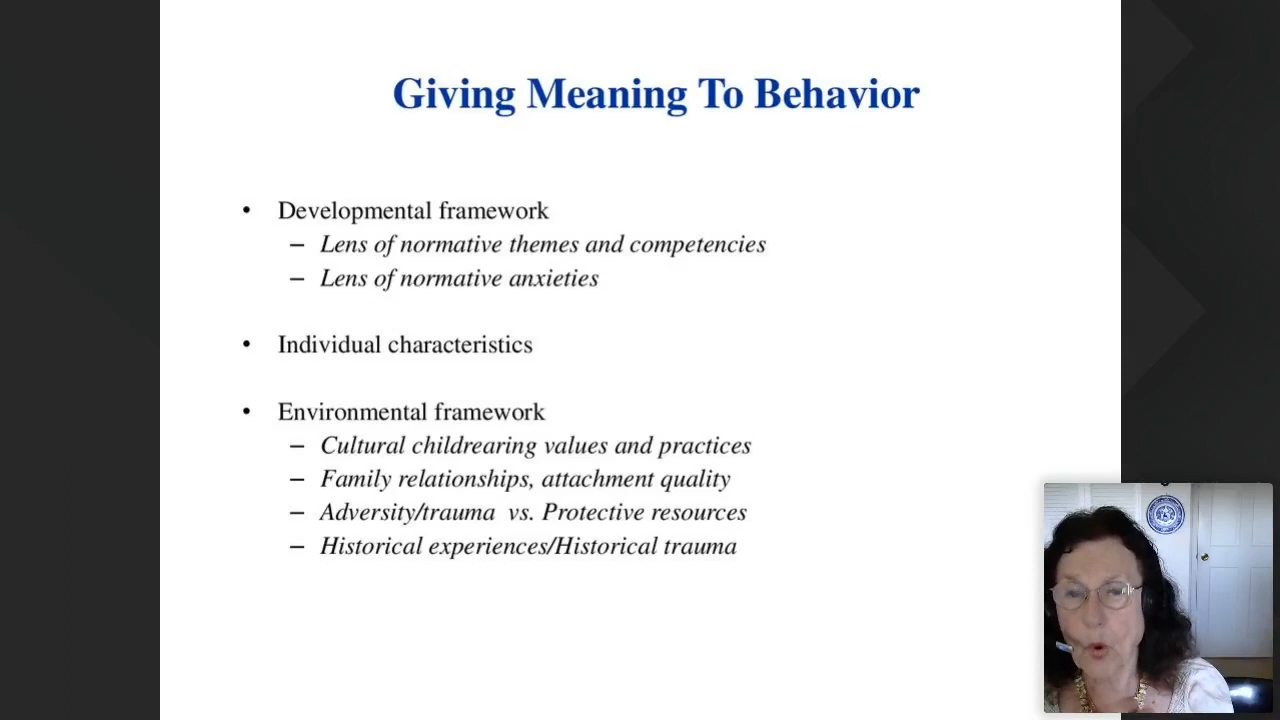 Giving Meaning To Behavior
• Developmental framework
– Lens of normative themes and competencies
– Lens of normative anxieties
• Individual characteristics
• Environmental framework
– Cultural childrearing values and practices
– Family relationships, attachment quality
– Adversity/trauma vs. Protective resources
– Historical experiences/Historical trauma